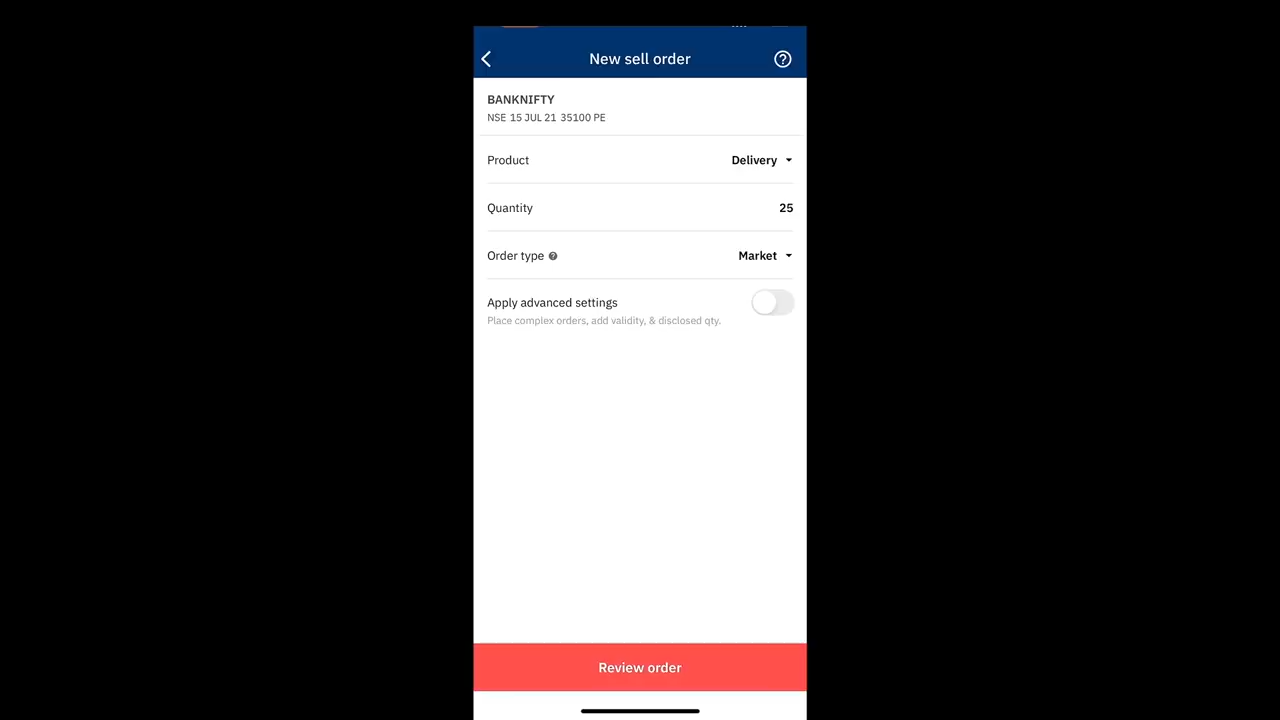 New sell order
BANKNIFTY
NSE 15 JUL 21 35100 PE
Product Delivery
Quantity 25
Order type Market
Apply advanced settings
Place complex orders, add validity, & disclosed qty.
Review order